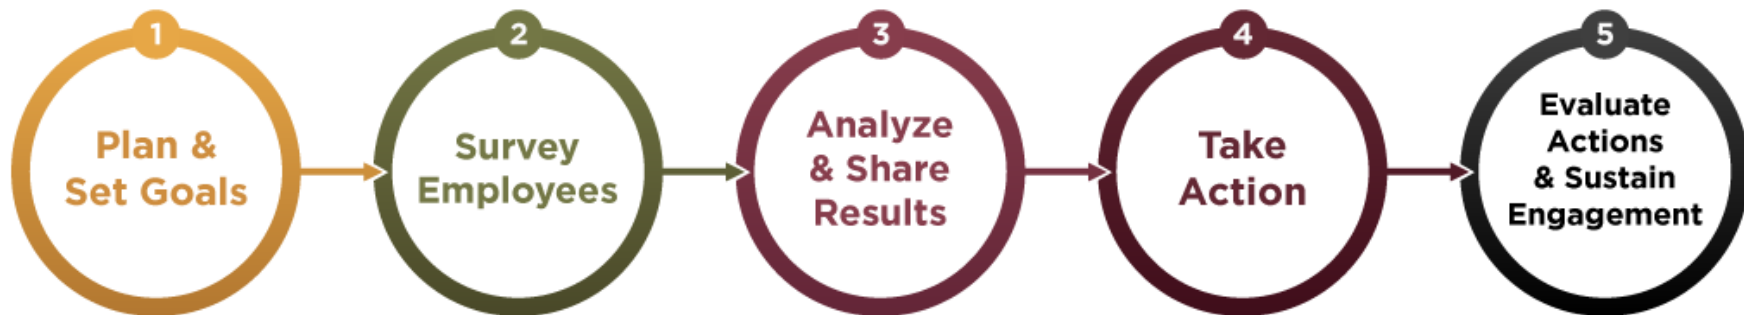 1
Plan &
Set Goals
2
Survey
Employees
3
Analyze
& Share
Results
4
Take
Action
5
Evaluate
Actions
& Sustain
Engagement